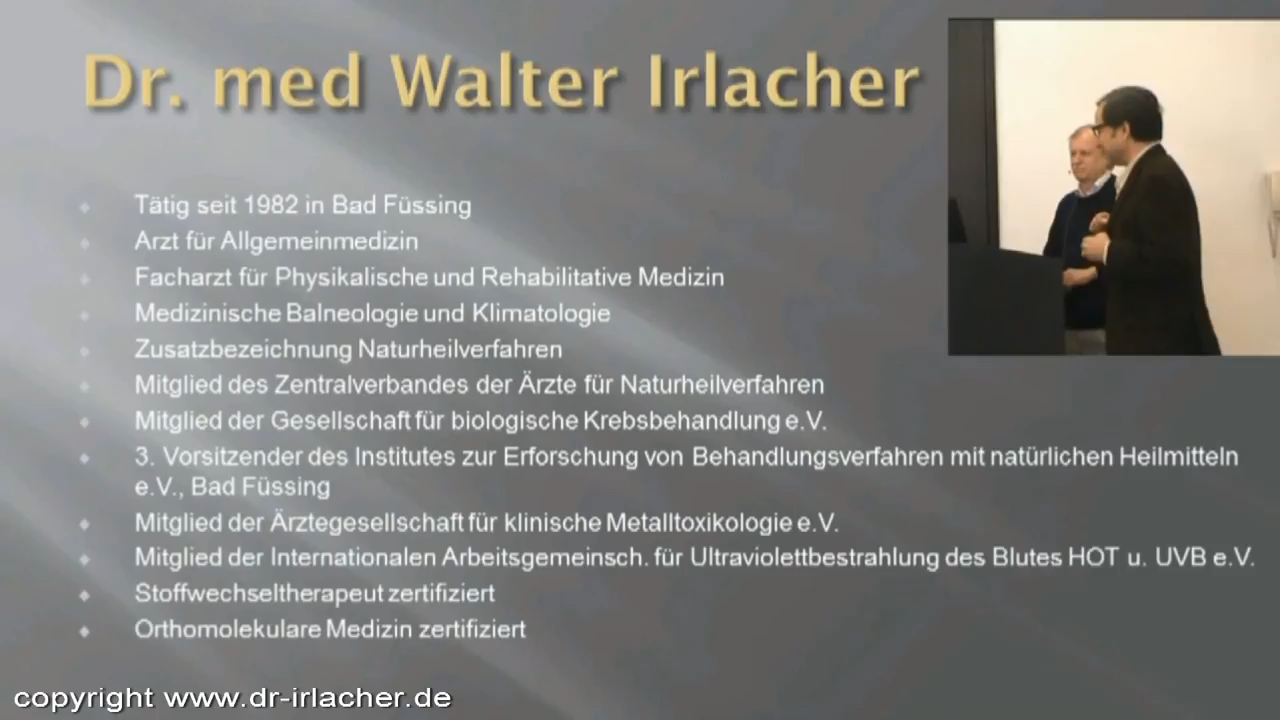 Dr. med Walter Irlacher
Tätig seit 1982 in Bad Füssing
Arzt für Allgemeinmedizin
Facharzt für Physikalische und Rehabilitative Medizin
Medizinische Balneologie und Klimatologie
Zusatzbezeichnung Naturheilverfahren
Mitglied des Zentralverbandes der Ärzte für Naturheilverfahren
Mitglied der Gesellschaft für biologische Krebsbehandlung e.V.
3. Vorsitzender des Institutes zur Erforschung von Behandlungsverfahren mit natürlichen Heilmitteln
e.V., Bad Füssing
Mitglied der Ärztegesellschaft für klinische Metalltoxikologie e.V.
Mitglied der Internationalen Arbeitsgemeinsch. für Ultraviolettbestrahlung des Blutes HOT u. UVB e.V.
Stoffwechseltherapeut zertifiziert
Orthomolekulare Medizin zertifiziert
copyright www.dr-irlacher.de